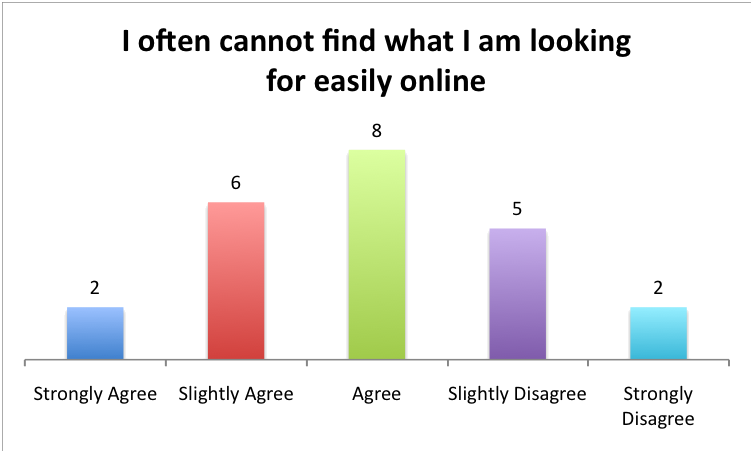 I often cannot find what I am looking
for easily online
8
6
5
2
2
Strongly Agree
Slightly Agree
Agree
Slightly Disagree
Strongly
Disagree